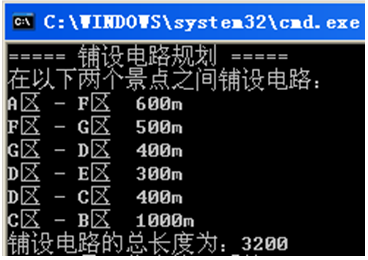 C:\WINDOWS\system32\cmd.exe
===== 铺设电路规划 =====
在以下两个景点之间铺设电路：
A区 - F区 600m
F区 - G区 500m
G区 - D区 400m
D区 - E区 300m
D区 - C区 400m
C区 - B区 1000m
铺设电路的总长度为：3200